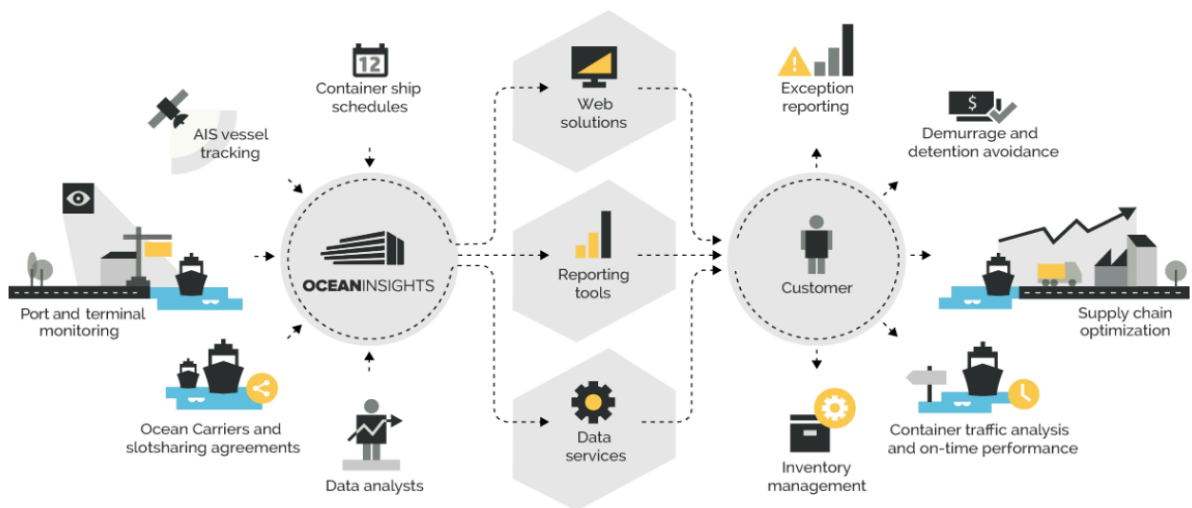 12
Container ship
schedules
AIS vessel
tracking
Port and terminal
monitoring
Ocean Carriers and
slotsharing agreements
Data analysts
OCEANINSIGHTS
Web
solutions
Reporting
tools
Data
services
Customer
!
Exception
reporting
$
Demurrage and
detention avoidance
Supply chain
optimization
Container traffic analysis
and on-time performance
Inventory
management